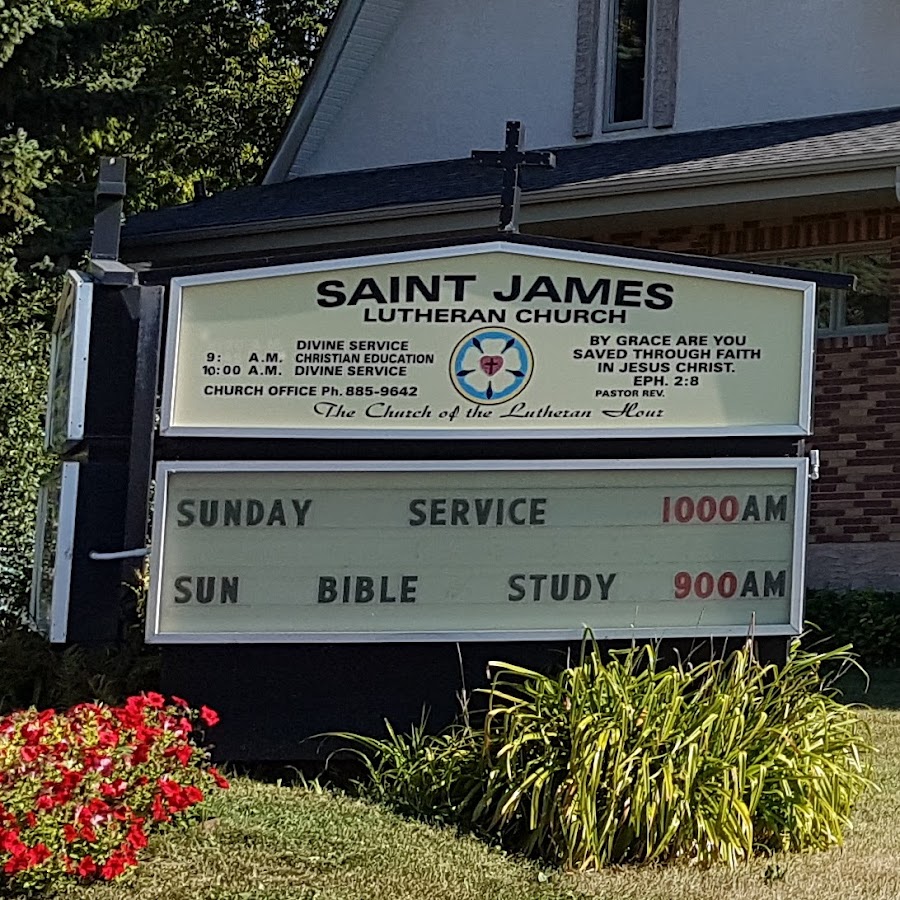 SAINT JAMES
LUTHERAN CHURCH
DIVINE SERVICE
9: A.M. CHRISTIAN EDUCATION
10:00 A.M. DIVINE SERVICE
CHURCH OFFICE Ph. 885-9642
BY GRACE ARE YOU
SAVED THROUGH FAITH
IN JESUS CHRIST.
EPH. 2:8
PASTOR REV.
The Church of the Lutheran Hour
SUNDAY SERVICE 1000AM
SUN BIBLE STUDY 900AM